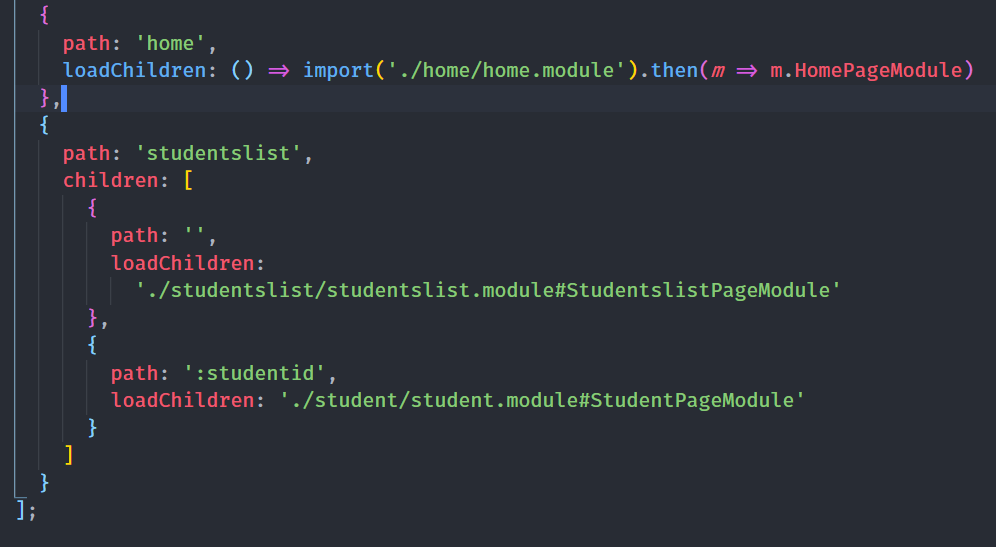 {
path: 'home',
loadChildren: () => import('./home/home.module').then(m => m.HomePageModule)
},
{
path: 'studentslist',
children: [
{
path: '',
loadChildren:
'./studentslist/studentslist.module#StudentslistPageModule'
},
{
path: ':studentid',
loadChildren: './student/student.module#StudentPageModule'
}
]
}
];